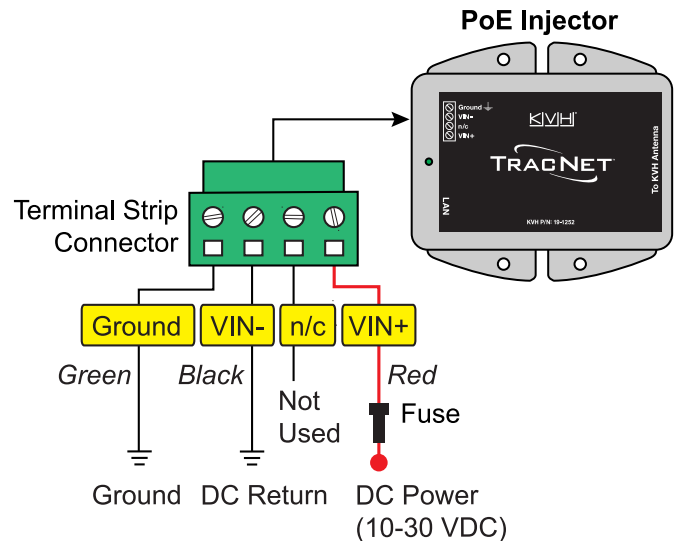 PoE Injector
Ground
VIN-
n/c
VIN+
KVH
TRACNET
LAN
To KVH Antenna
KVH P/N: 19-1252
Terminal Strip
Connector
Ground VIN- n/c VIN+
Green Black Red
Not
Used
Fuse
Ground DC Return DC Power
(10-30 VDC)